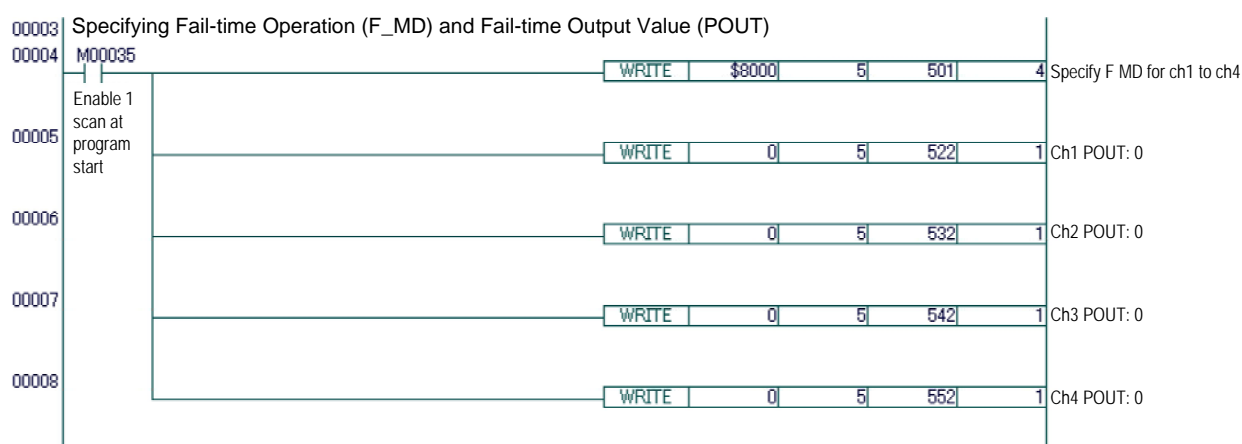 00003 Specifying Fail-time Operation (F_MD) and Fail-time Output Value (POUT)
00004 M00035
WRITE $8000 5 501 4 Specify F MD for ch1 to ch4
Enable 1
scan at
program
start
00005 WRITE 0 5 522 1 Ch1 POUT: 0
00006 WRITE 0 5 532 1 Ch2 POUT: 0
00007 WRITE 0 5 542 1 Ch3 POUT: 0
00008 WRITE 0 5 552 1 Ch4 POUT: 0